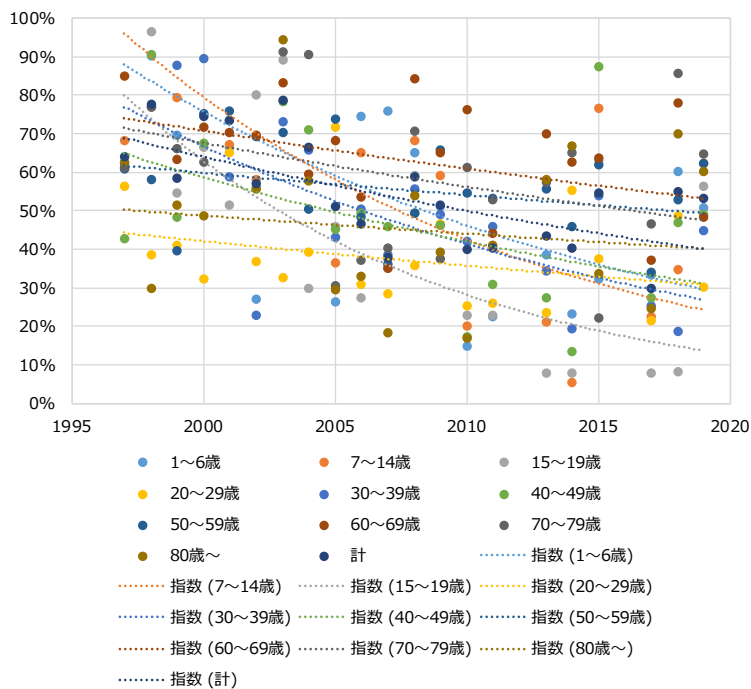 100%
90%
80%
70%
60%
50%
40%
30%
20%
10%
0%
1995 2000 2005 2010 2015 2020
1～6歳 7～14歳 15～19歳
20～29歳 30～39歳 40～49歳
50～59歳 60～69歳 70～79歳
80歳～ 計 指数 (1～6歳)
指数 (7～14歳) 指数 (15～19歳) 指数 (20～29歳)
指数 (30～39歳) 指数 (40～49歳) 指数 (50～59歳)
指数 (60～69歳) 指数 (70～79歳) 指数 (80歳～)
指数 (計)